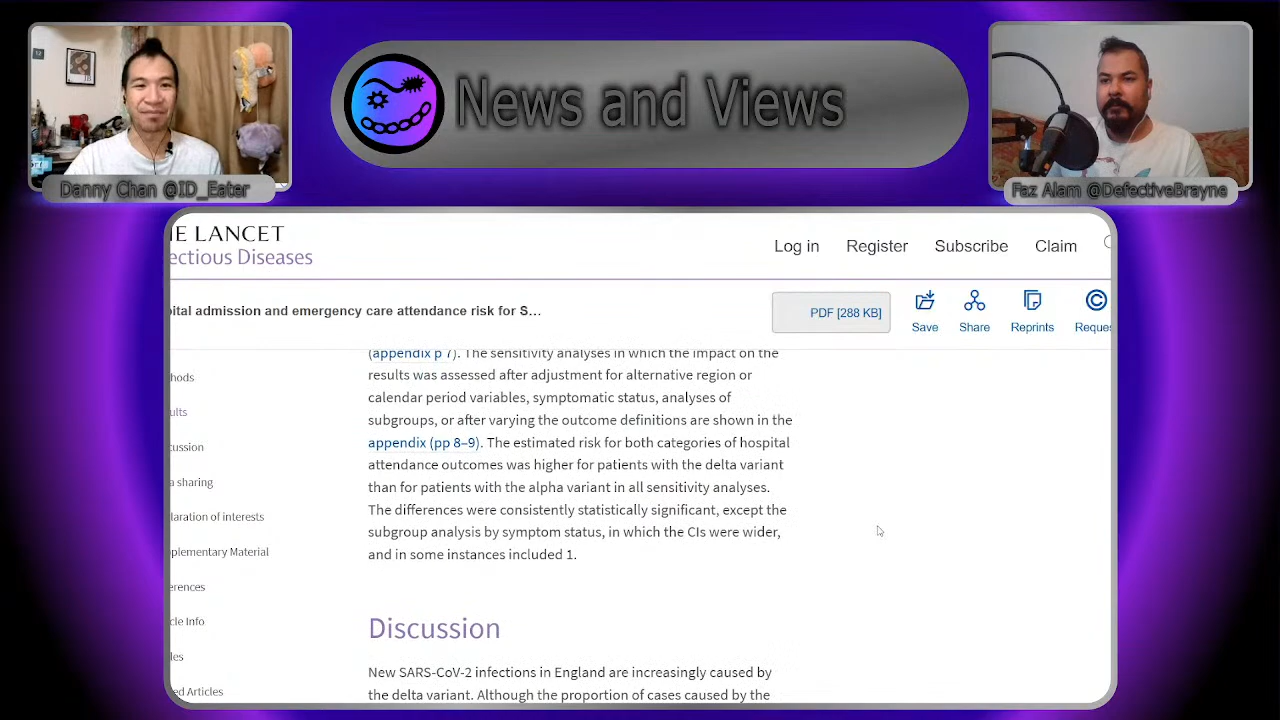 News and Views
Danny Chan @ID_Eater
Faz Alam @DefectiveBrayne
HE LANCET
ectious Diseases
Log in Register Subscribe Claim
pital admission and emergency care attendance risk for S...
PDF [288 KB]
Save Share Reprints Reques
hods
ults
cussion
a sharing
laration of interests
pplementary Material
erences
cle Info
les
ed Articles
(appendix p 7). The sensitivity analyses in which the impact on the
results was assessed after adjustment for alternative region or
calendar period variables, symptomatic status, analyses of
subgroups, or after varying the outcome definitions are shown in the
appendix (pp 8–9). The estimated risk for both categories of hospital
attendance outcomes was higher for patients with the delta variant
than for patients with the alpha variant in all sensitivity analyses.
The differences were consistently statistically significant, except the
subgroup analysis by symptom status, in which the CIs were wider,
and in some instances included 1.
Discussion
New SARS-CoV-2 infections in England are increasingly caused by
the delta variant. Although the proportion of cases caused by the